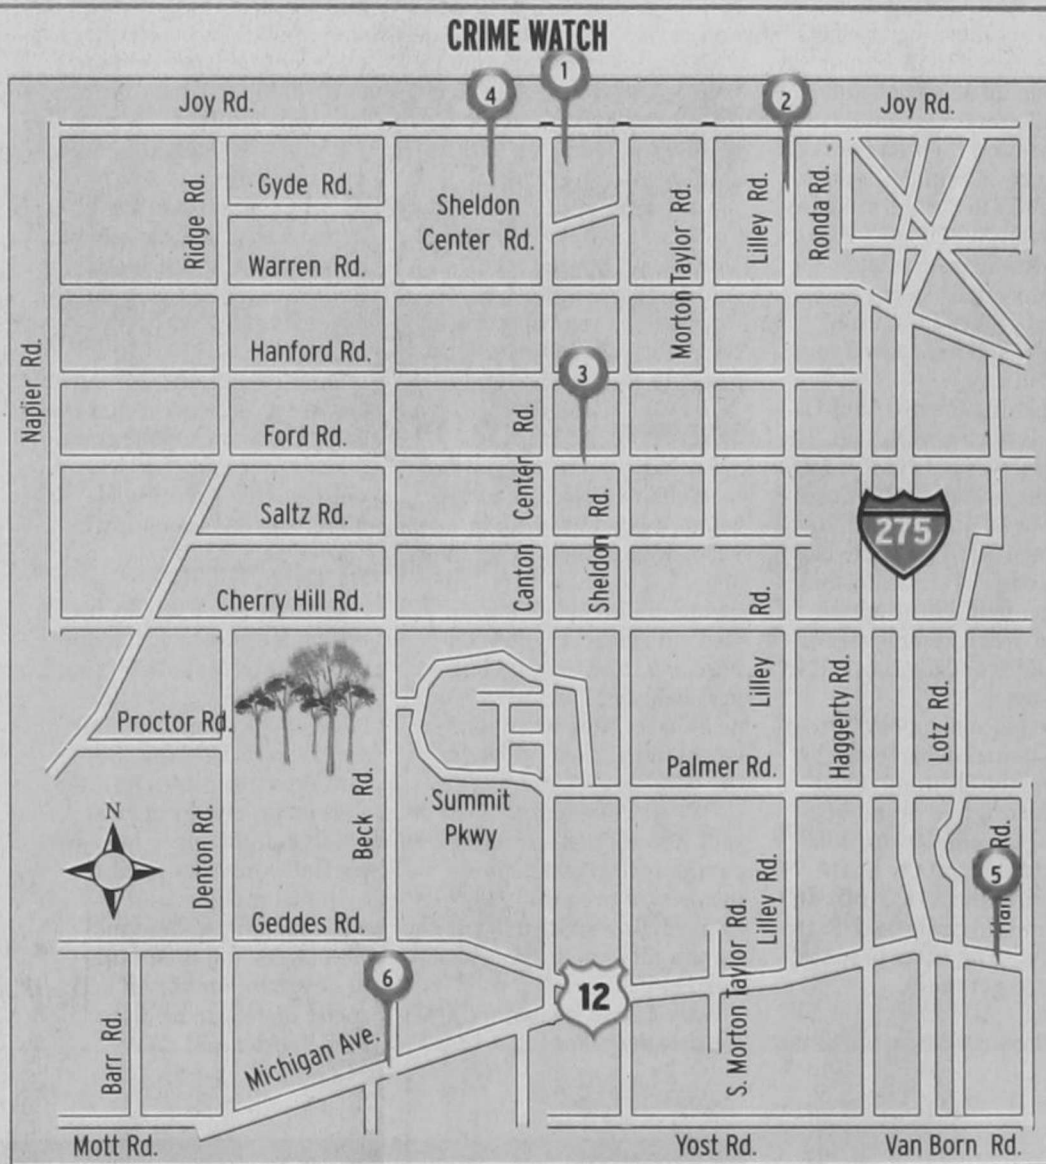 CRIME WATCH
1
4
2
Joy Rd.
Joy Rd.
Gyde Rd.
Ridge Rd.
Sheldon
Center Rd.
Morton Taylor Rd.
Lilley Rd.
Ronda Rd.
Warren Rd.
Napier Rd.
Hanford Rd.
3
Ford Rd.
Canton Center Rd.
Saltz Rd.
Sheldon Rd.
275
Cherry Hill Rd.
Lilley Rd.
Haggerty Rd.
Lotz Rd.
Proctor Rd.
Palmer Rd.
Beck Rd.
Summit
Pkwy
N
Denton Rd.
Lilley Rd.
Rd.
5
Geddes Rd.
6
12
S. Morton Taylor Rd.
Barr Rd.
Michigan Ave.
Mott Rd.
Yost Rd.
Van Born Rd.